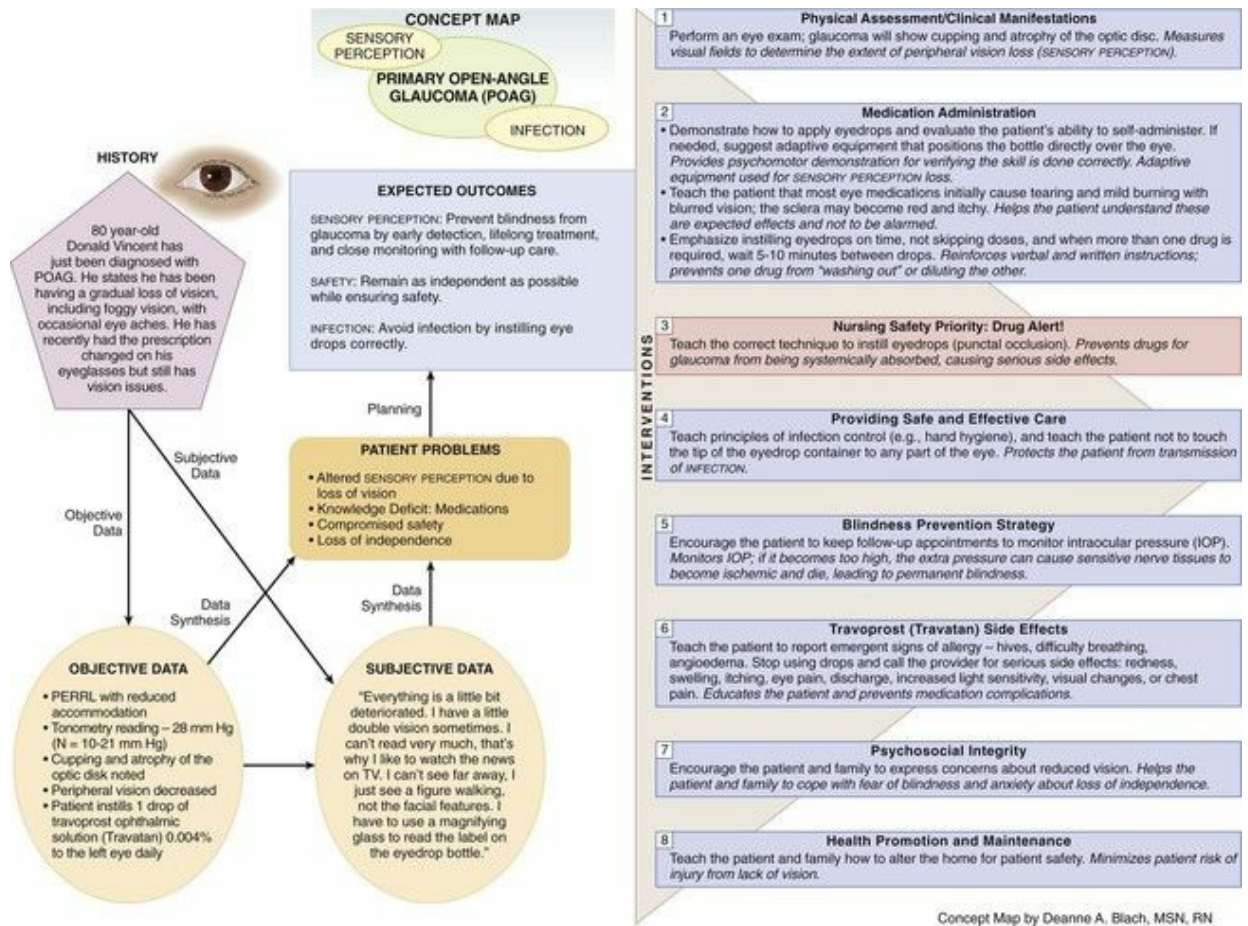 CONCEPT MAP
SENSORY
PERCEPTION
PRIMARY OPEN-ANGLE
GLAUCOMA (POAG)
INFECTION
HISTORY
80 year-old
Donald Vincent has
just been diagnosed with
POAG. He states he has been
having a gradual loss of vision,
including foggy vision, with
occasional eye aches. He has
recently had the prescription
changed on his
eyeglasses but still has
vision issues.
EXPECTED OUTCOMES
SENSORY PERCEPTION: Prevent blindness from
glaucoma by early detection, lifelong treatment,
and close monitoring with follow-up care.
SAFETY: Remain as independent as possible
while ensuring safety.
INFECTION: Avoid infection by instilling eye
drops correctly.
Planning
Subjective
Data
Objective
Data
PATIENT PROBLEMS
• Altered SENSORY PERCEPTION due to
loss of vision
• Knowledge Deficit: Medications
• Compromised safety
• Loss of independence
Data
Synthesis
Data
Synthesis
OBJECTIVE DATA
• PERRL with reduced
accommodation
• Tonometry reading – 28 mm Hg
(N = 10-21 mm Hg)
• Cupping and atrophy of the
optic disk noted
• Peripheral vision decreased
• Patient instills 1 drop of
travoprost ophthalmic
solution (Travatan) 0.004%
to the left eye daily
SUBJECTIVE DATA
"Everything is a little bit
deteriorated. I have a little
double vision sometimes. I
can't read very much, that's
why I like to watch the news
on TV. I can't see far away, I
just see a figure walking,
not the facial features. I
have to use a magnifying
glass to read the label on
the eyedrop bottle."
INTERVENTIONS
1 Physical Assessment/Clinical Manifestations
Perform an eye exam; glaucoma will show cupping and atrophy of the optic disc. Measures
visual fields to determine the extent of peripheral vision loss (SENSORY PERCEPTION).
2 Medication Administration
• Demonstrate how to apply eyedrops and evaluate the patient's ability to self-administer. If
needed, suggest adaptive equipment that positions the bottle directly over the eye.
Provides psychomotor demonstration for verifying the skill is done correctly. Adaptive
equipment used for SENSORY PERCEPTION loss.
• Teach the patient that most eye medications initially cause tearing and mild burning with
blurred vision; the sclera may become red and itchy. Helps the patient understand these
are expected effects and not to be alarmed.
• Emphasize instilling eyedrops on time, not skipping doses, and when more than one drug is
required, wait 5-10 minutes between drops. Reinforces verbal and written instructions;
prevents one drug from "washing out" or diluting the other.
3 Nursing Safety Priority: Drug Alert!
Teach the correct technique to instill eyedrops (punctal occlusion). Prevents drugs for
glaucoma from being systemically absorbed, causing serious side effects.
4 Providing Safe and Effective Care
Teach principles of infection control (e.g., hand hygiene), and teach the patient not to touch
the tip of the eyedrop container to any part of the eye. Protects the patient from transmission
of INFECTION.
5 Blindness Prevention Strategy
Encourage the patient to keep follow-up appointments to monitor intraocular pressure (IOP).
Monitors IOP; if it becomes too high, the extra pressure can cause sensitive nerve tissues to
become ischemic and die, leading to permanent blindness.
6 Travoprost (Travatan) Side Effects
Teach the patient to report emergent signs of allergy – hives, difficulty breathing,
angioedema. Stop using drops and call the provider for serious side effects: redness,
swelling, itching, eye pain, discharge, increased light sensitivity, visual changes, or chest
pain. Educates the patient and prevents medication complications.
7 Psychosocial Integrity
Encourage the patient and family to express concerns about reduced vision. Helps the
patient and family to cope with fear of blindness and anxiety about loss of independence.
8 Health Promotion and Maintenance
Teach the patient and family how to alter the home for patient safety. Minimizes patient risk of
injury from lack of vision.
Concept Map by Deanne A. Blach, MSN, RN